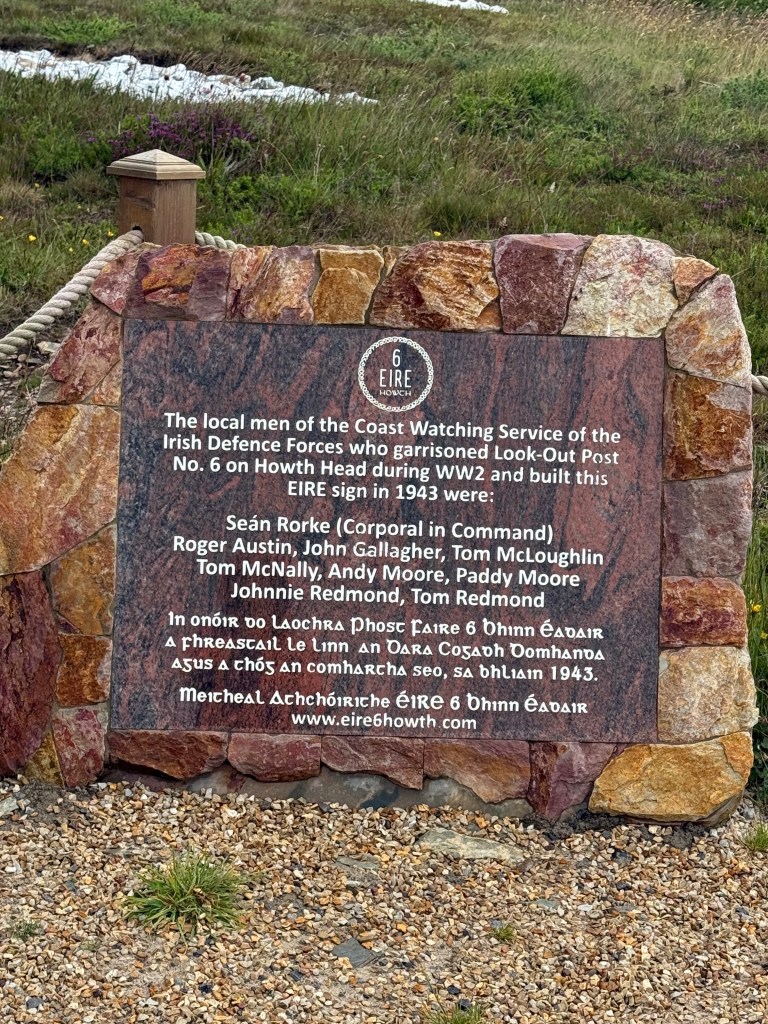 6
EIRE
HOWTH
The local men of the Coast Watching Service of the
Irish Defence Forces who garrisoned Look-Out Post
No. 6 on Howth Head during WW2 and built this
EIRE sign in 1943 were:
Seán Rorke (Corporal in Command)
Roger Austin, John Gallagher, Tom McLoughlin
Tom McNally, Andy Moore, Paddy Moore
Johnnie Redmond, Tom Redmond
In onóir do Laochra Phost Faire 6 Bhinn Éadair
a fhreastail le linn an Dara Cogadh Domhanda
agus a thóg an comhartha seo, sa bhliain 1943.
Meitheal Athchóirithe ÉIRE 6 Bhinn Éadair
www.eire6howth.com